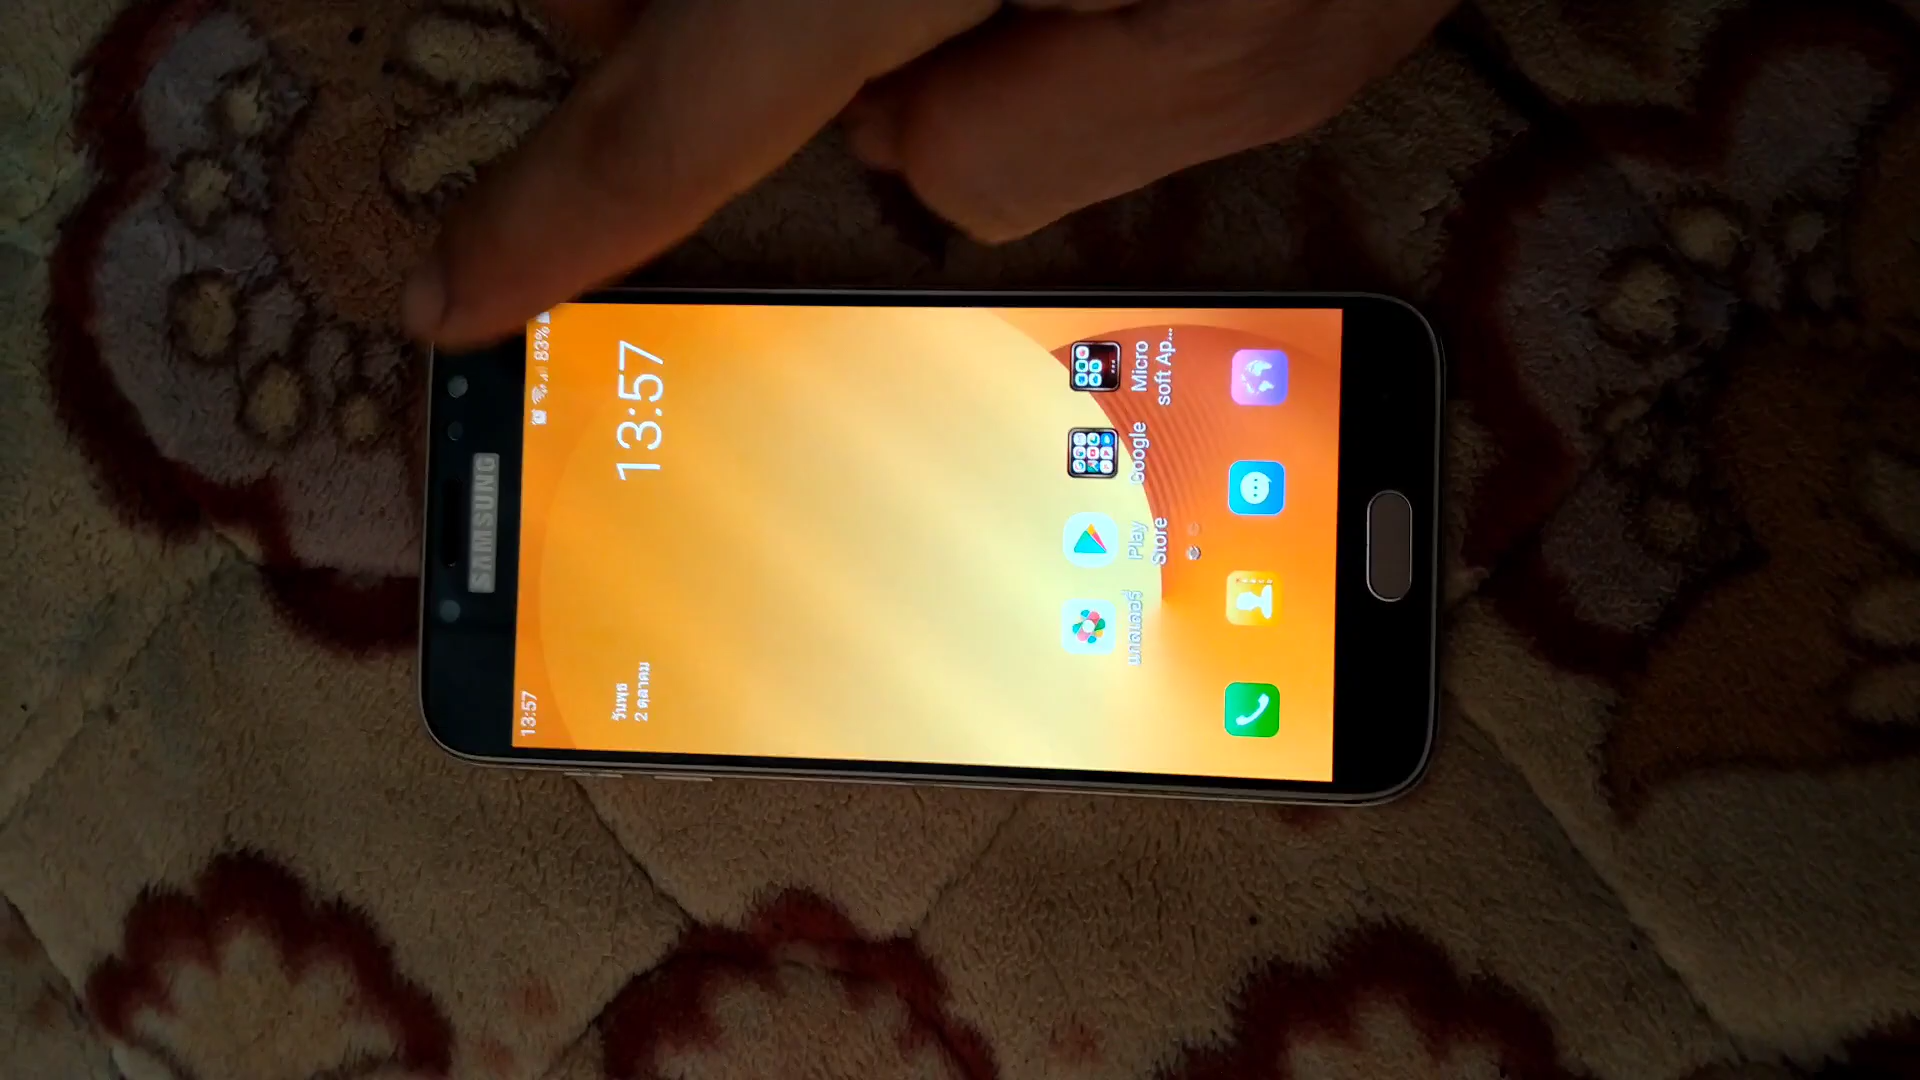 SAMSUNG
13:57
83%
13:57
วันพุธ
2 ตุลาคม
แกลเลอรี่
Play
Store
Google
Micro
soft Ap...